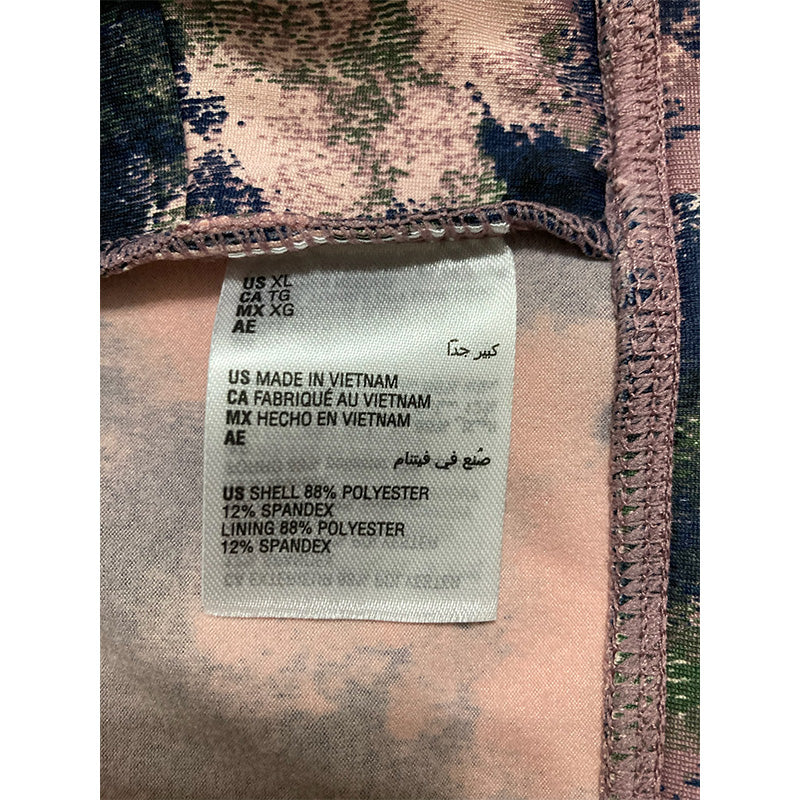 US XL
CA TG
MX XG
AE
كبير جدًا
US MADE IN VIETNAM
CA FABRIQUÉ AU VIETNAM
MX HECHO EN VIETNAM
AE
صُنع في فيتنام
US SHELL 88% POLYESTER
12% SPANDEX
LINING 88% POLYESTER
12% SPANDEX